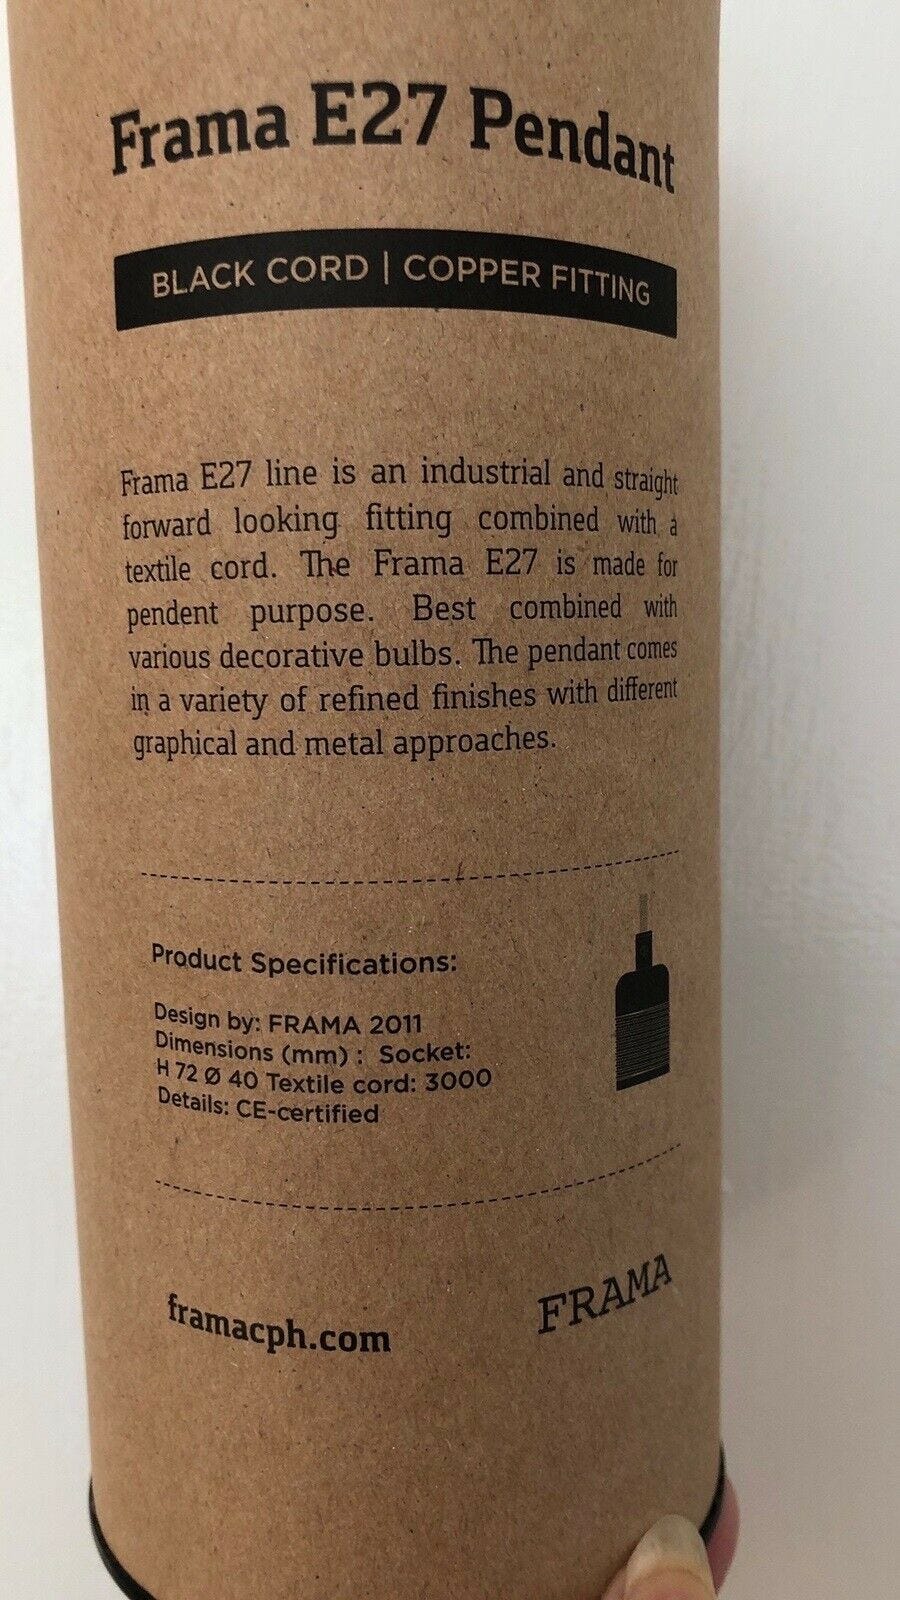 Frama E27 Pendant
BLACK CORD | COPPER FITTING
Frama E27 line is an industrial and straight
forward looking fitting combined with a
textile cord. The Frama E27 is made for
pendent purpose. Best combined with
various decorative bulbs. The pendant comes
in a variety of refined finishes with different
graphical and metal approaches.
Product Specifications:
Design by: FRAMA 2011
Dimensions (mm) : Socket:
H 72 Ø 40 Textile cord: 3000
Details: CE-certified
framacph.com
FRAMA